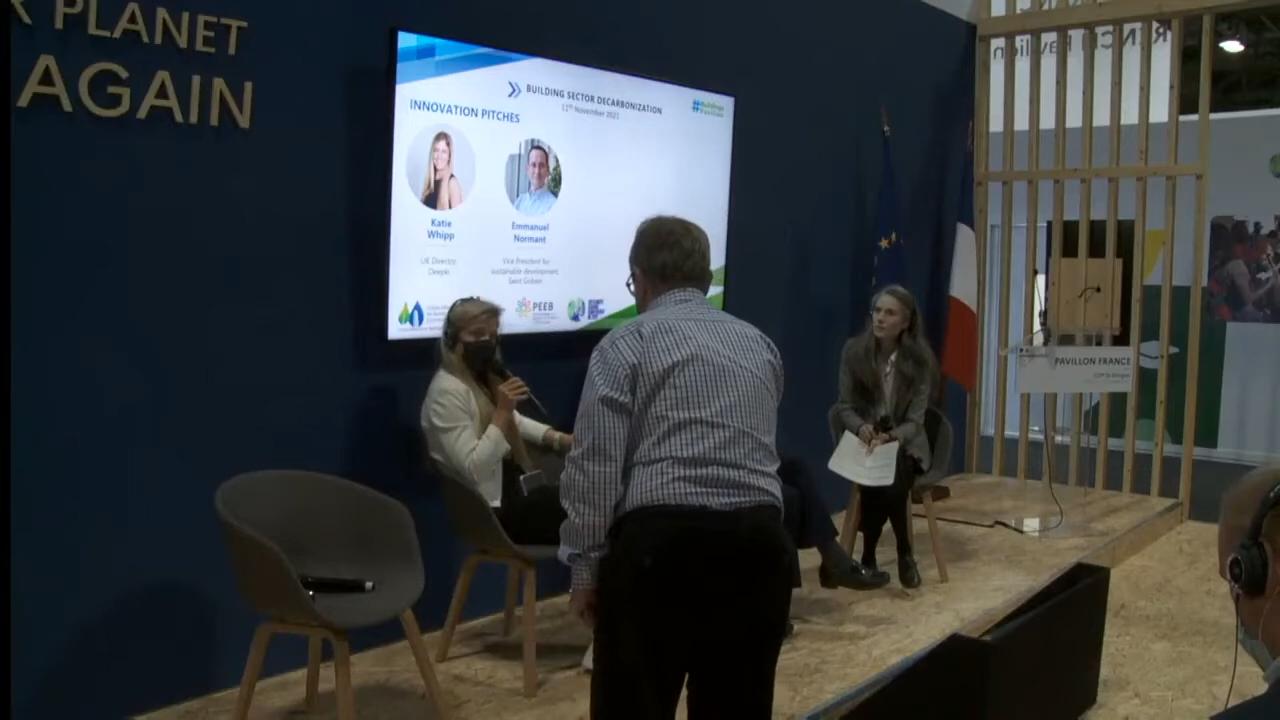 R PLANET
AGAIN
BUILDING SECTOR DECARBONIZATION
11th November 2021
INNOVATION PITCHES
Katie
Whipp
UK Director,
Deepki
Emmanuel
Normant
Vice President for
sustainable development,
Saint Gobain
PEEB
PAVILLON FRANCE